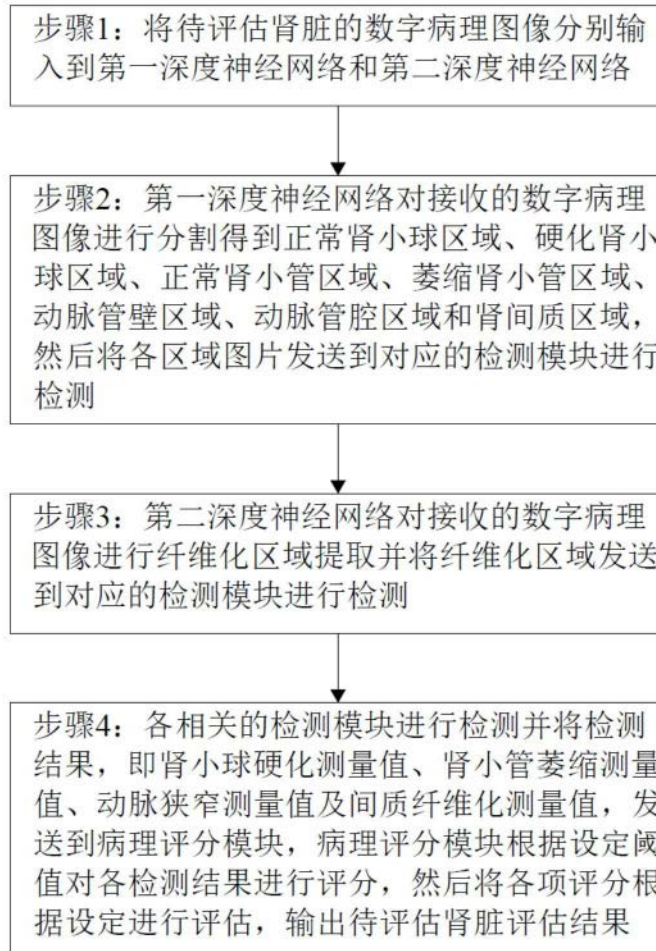 步骤1：将待评估肾脏的数字病理图像分别输
入到第一深度神经网络和第二深度神经网络
步骤2：第一深度神经网络对接收的数字病理
图像进行分割得到正常肾小球区域、硬化肾小
球区域、正常肾小管区域、萎缩肾小管区域、
动脉管壁区域、动脉管腔区域和肾间质区域，
然后将各区域图片发送到对应的检测模块进行
检测
步骤3：第二深度神经网络对接收的数字病理
图像进行纤维化区域提取并将纤维化区域发送
到对应的检测模块进行检测
步骤4：各相关的检测模块进行检测并将检测
结果，即肾小球硬化测量值、肾小管萎缩测量
值、动脉狭窄测量值及间质纤维化测量值，发
送到病理评分模块，病理评分模块根据设定阈
值对各检测结果进行评分，然后将各项评分根
据设定进行评估，输出待评估肾脏评估结果